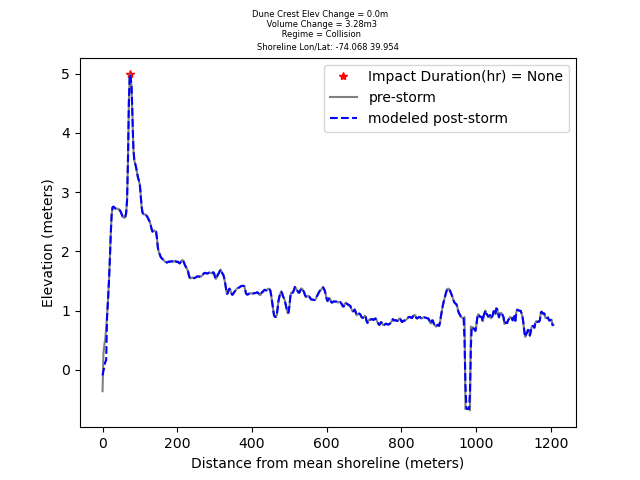 Dune Crest Elev Change = 0.0m
Volume Change = 3.28m3
Regime = Collision
Shoreline Lon/Lat: -74.068 39.954
Impact Duration(hr) = None
pre-storm
modeled post-storm
Elevation (meters)
5
4
3
2
1
0
0 200 400 600 800 1000 1200
Distance from mean shoreline (meters)